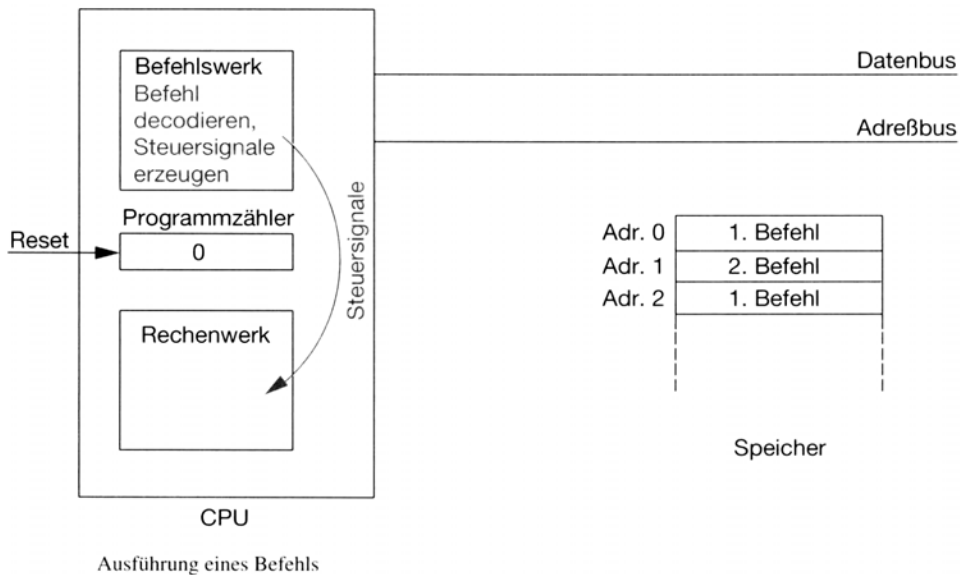 Befehlswerk
Befehl
decodieren,
Steuersignale
erzeugen
Programmzähler
Reset
0
Rechenwerk
Steuersignale
CPU
Datenbus
Adreßbus
Adr. 0 1. Befehl
Adr. 1 2. Befehl
Adr. 2 1. Befehl
Speicher
Ausführung eines Befehls